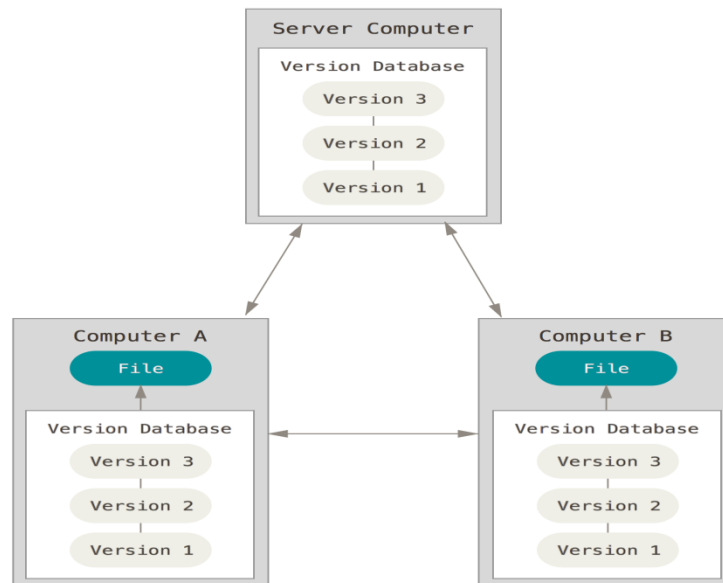 Server Computer
Version Database
Version 3
Version 2
Version 1
Computer A
File
Version Database
Version 3
Version 2
Version 1
Computer B
File
Version Database
Version 3
Version 2
Version 1